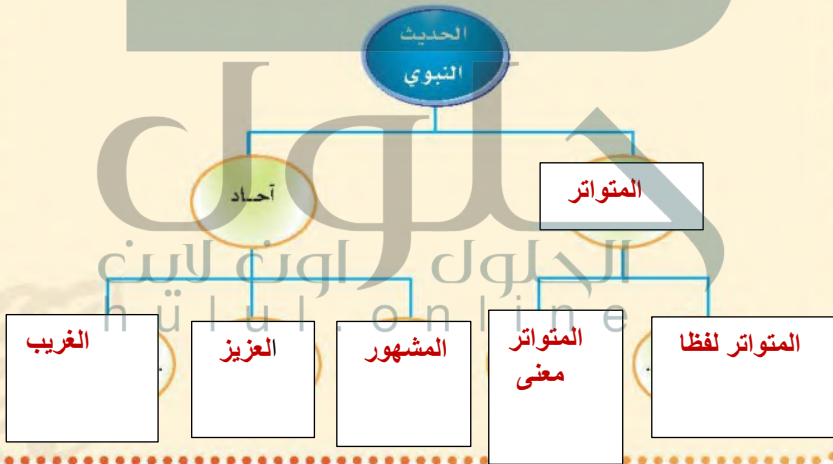 الحديث
النبوي
المتواتر
آحاد
حلول
الحلول اون لاين
hulul.online
المتواتر لفظا
المتواتر
معنى
المشهور
العزيز
الغريب